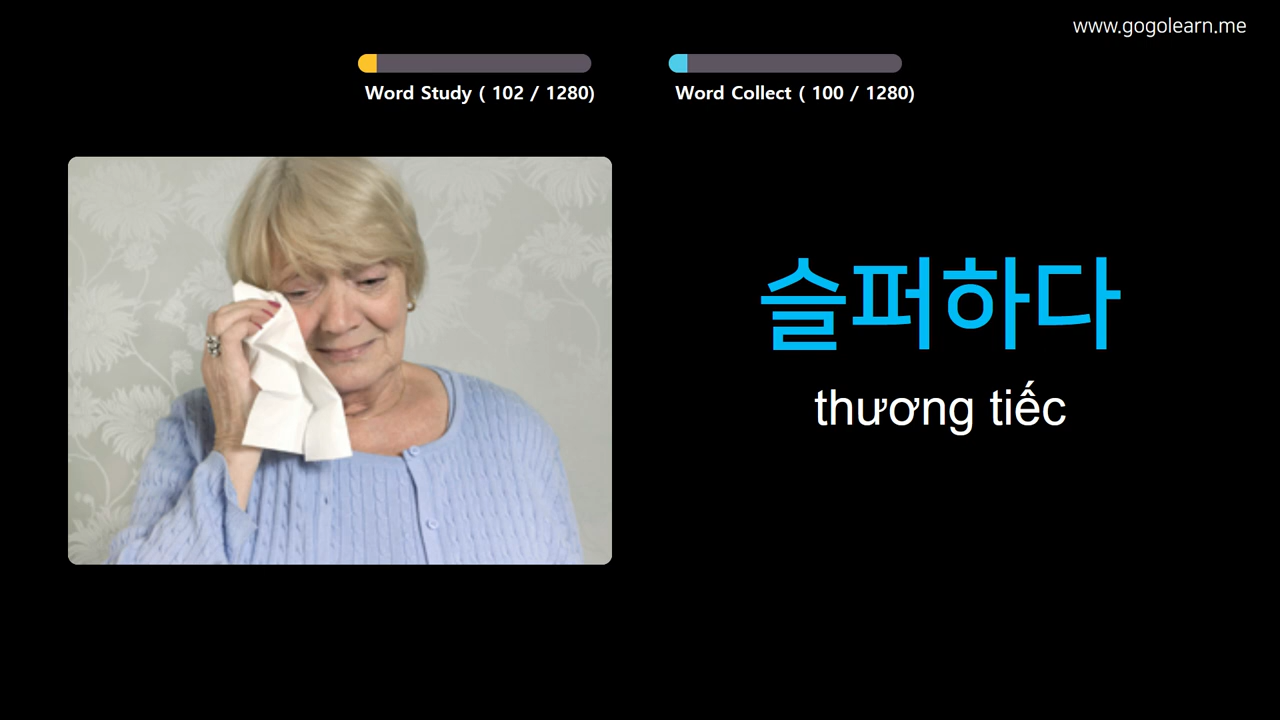 www.gogolearn.me
Word Study ( 102 / 1280)
Word Collect ( 100 / 1280)
슬퍼하다
thương tiếc